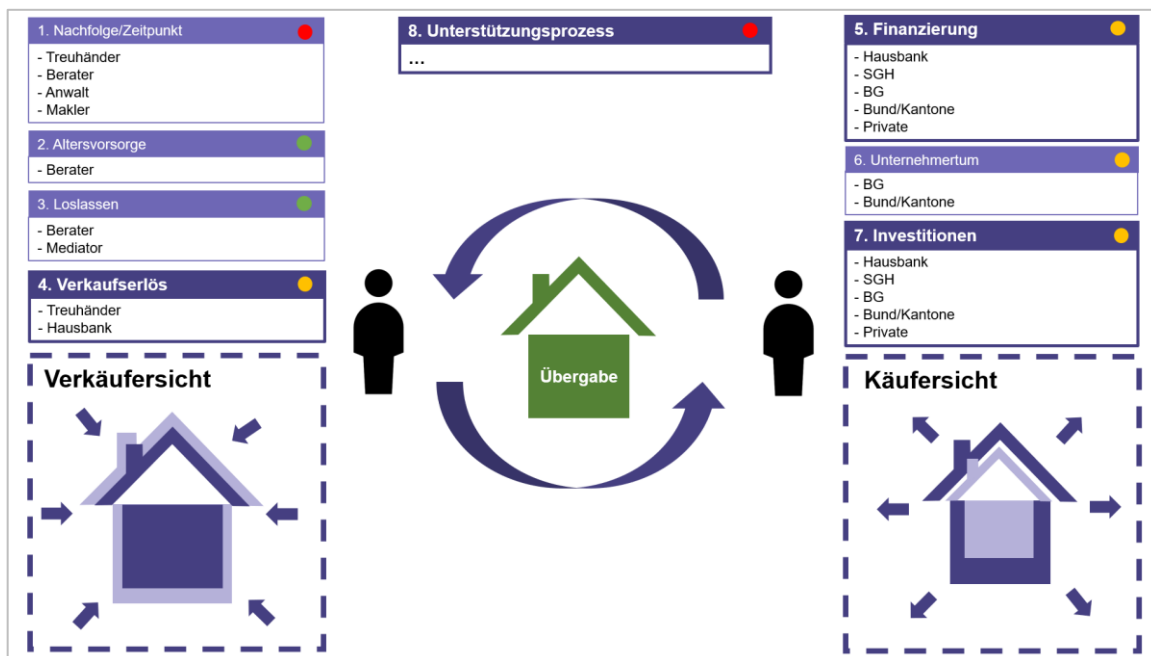 1. Nachfolge/Zeitpunkt
- Treuhänder
- Berater
- Anwalt
- Makler
2. Altersvorsorge
- Berater
3. Loslassen
- Berater
- Mediator
4. Verkaufserlös
- Treuhänder
- Hausbank
Verkäufersicht
8. Unterstützungsprozess
...
Übergabe
5. Finanzierung
- Hausbank
- SGH
- BG
- Bund/Kantone
- Private
6. Unternehmertum
- BG
- Bund/Kantone
7. Investitionen
- Hausbank
- SGH
- BG
- Bund/Kantone
- Private
Käufersicht